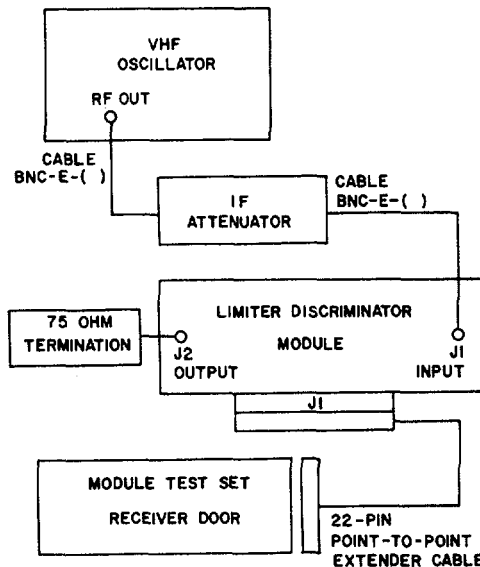 VHF
OSCILLATOR
RF OUT
CABLE
BNC-E-( )
IF
ATTENUATOR
CABLE
BNC-E-( )
LIMITER DISCRIMINATOR
MODULE
75 OHM
TERMINATION
J2
OUTPUT
J1
INPUT
J1
MODULE TEST SET
RECEIVER DOOR
22-PIN
POINT-TO-POINT
EXTENDER CABLE